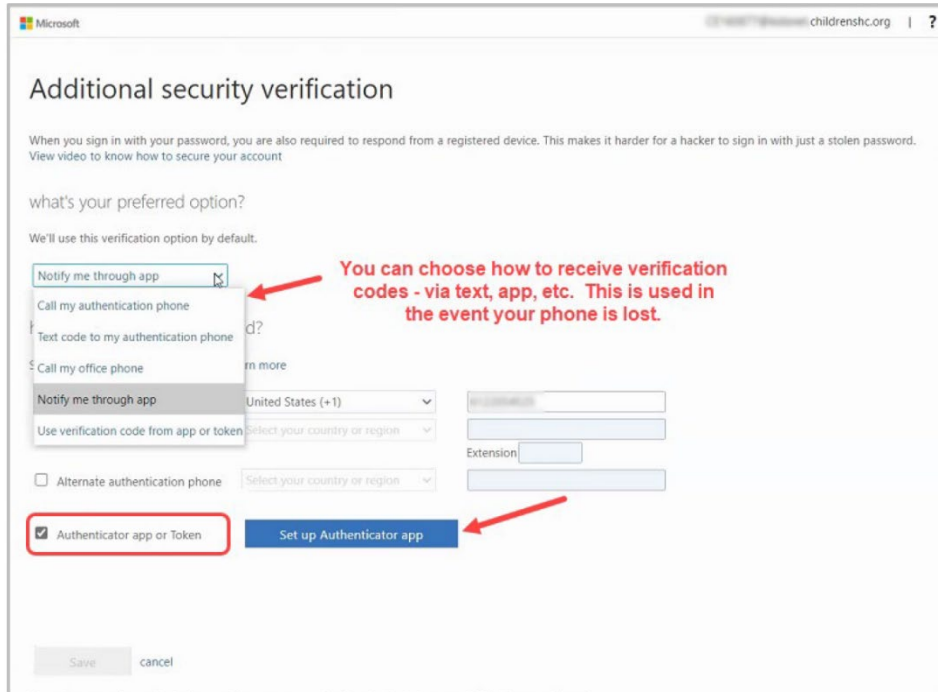 Microsoft
childrenshc.org | ?
Additional security verification
When you sign in with your password, you are also required to respond from a registered device. This makes it harder for a hacker to sign in with just a stolen password.
View video to know how to secure your account
what's your preferred option?
We'll use this verification option by default.
Notify me through app
You can choose how to receive verification
codes - via text, app, etc. This is used in
the event your phone is lost.
Call my authentication phone
d?
Text code to my authentication phone
Call my office phone
rn more
Notify me through app
United States (+1)
Use verification code from app or token
Select your country or region
Extension
Alternate authentication phone
Select your country or region
Authenticator app or Token
Set up Authenticator app
Save
cancel